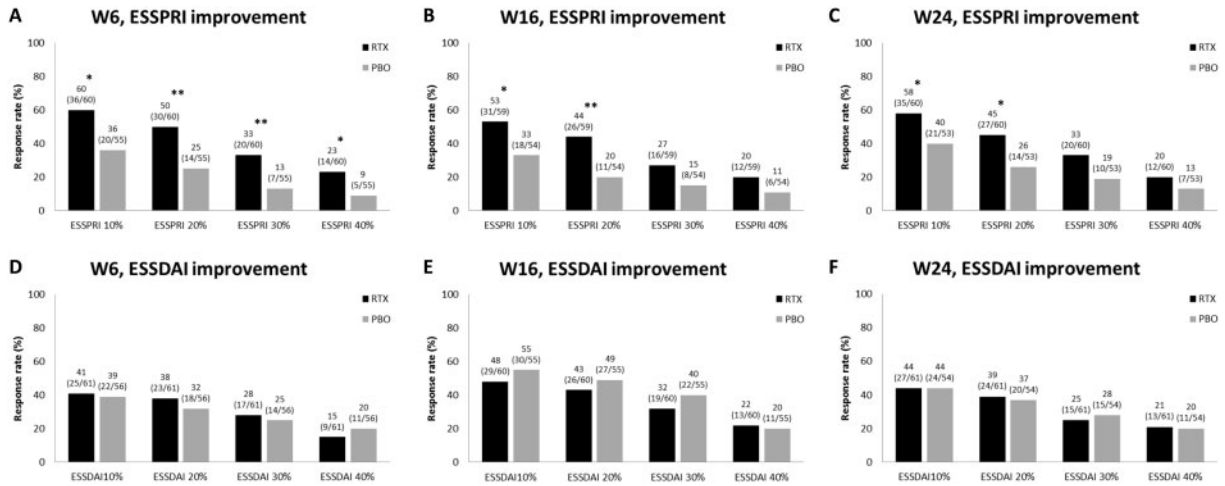 A
W6, ESSPRI improvement
Response rate (%)
100
80
60
40
20
0
RTX
PBO
*
60
(36/60)
36
(20/55)
**
50
(30/60)
25
(14/55)
**
33
(20/60)
13
(7/55)
*
23
(14/60)
9
(5/55)
ESSPRI 10%
ESSPRI 20%
ESSPRI 30%
ESSPRI 40%
B
W16, ESSPRI improvement
Response rate (%)
100
80
60
40
20
0
RTX
PBO
*
53
(31/59)
33
(18/54)
**
44
(26/59)
20
(11/54)
27
(16/59)
15
(8/54)
20
(12/59)
11
(6/54)
ESSPRI 10%
ESSPRI 20%
ESSPRI 30%
ESSPRI 40%
C
W24, ESSPRI improvement
Response rate (%)
100
80
60
40
20
0
RTX
PBO
*
58
(35/60)
40
(21/53)
*
45
(27/60)
26
(14/53)
33
(20/60)
19
(10/53)
20
(12/60)
13
(7/53)
ESSPRI 10%
ESSPRI 20%
ESSPRI 30%
ESSPRI 40%
D
W6, ESSDAI improvement
Response rate (%)
100
80
60
40
20
0
RTX
PBO
41
(25/61)
39
(22/56)
38
(23/61)
32
(18/56)
28
(17/61)
25
(14/56)
15
(9/61)
20
(11/56)
ESSDAI10%
ESSDAI 20%
ESSDAI 30%
ESSDAI 40%
E
W16, ESSDAI improvement
Response rate (%)
100
80
60
40
20
0
RTX
PBO
48
(29/60)
55
(30/55)
43
(26/60)
49
(27/55)
32
(19/60)
40
(22/55)
22
(13/60)
20
(11/55)
ESSDAI10%
ESSDAI 20%
ESSDAI 30%
ESSDAI 40%
F
W24, ESSDAI improvement
Response rate (%)
100
80
60
40
20
0
RTX
PBO
44
(27/61)
44
(24/54)
39
(24/61)
37
(20/54)
25
(15/61)
28
(15/54)
21
(13/61)
20
(11/54)
ESSDAI10%
ESSDAI 20%
ESSDAI 30%
ESSDAI 40%